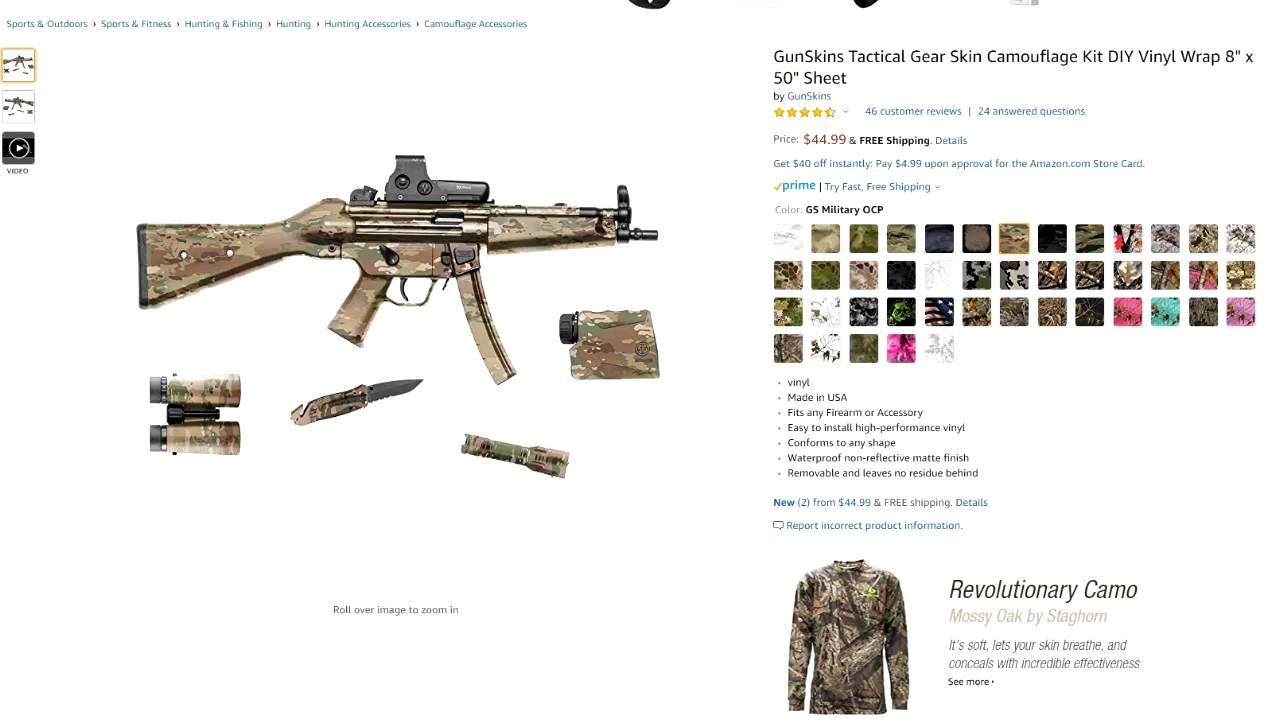 Sports & Outdoors › Sports & Fitness › Hunting & Fishing › Hunting › Hunting Accessories › Camouflage Accessories
VIDEO
Roll over image to zoom in
GunSkins Tactical Gear Skin Camouflage Kit DIY Vinyl Wrap 8" x
50" Sheet
by GunSkins
46 customer reviews | 24 answered questions
Price: $44.99 & FREE Shipping. Details
Get $40 off instantly: Pay $4.99 upon approval for the Amazon.com Store Card.
prime | Try Fast, Free Shipping
Color: GS Military OCP
• vinyl
• Made in USA
• Fits any Firearm or Accessory
• Easy to install high-performance vinyl
• Conforms to any shape
• Waterproof non-reflective matte finish
• Removable and leaves no residue behind
New (2) from $44.99 & FREE shipping. Details
Report incorrect product information.
Revolutionary Camo
Mossy Oak by Staghorn
It's soft, lets your skin breathe, and
conceals with incredible effectiveness
See more ›